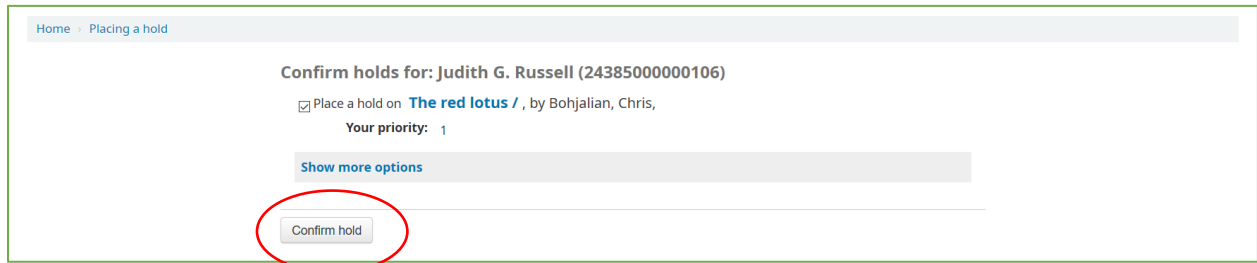 Home › Placing a hold
Confirm holds for: Judith G. Russell (24385000000106)
Place a hold on The red lotus / , by Bohjalian, Chris,
Your priority: 1
Show more options
Confirm hold